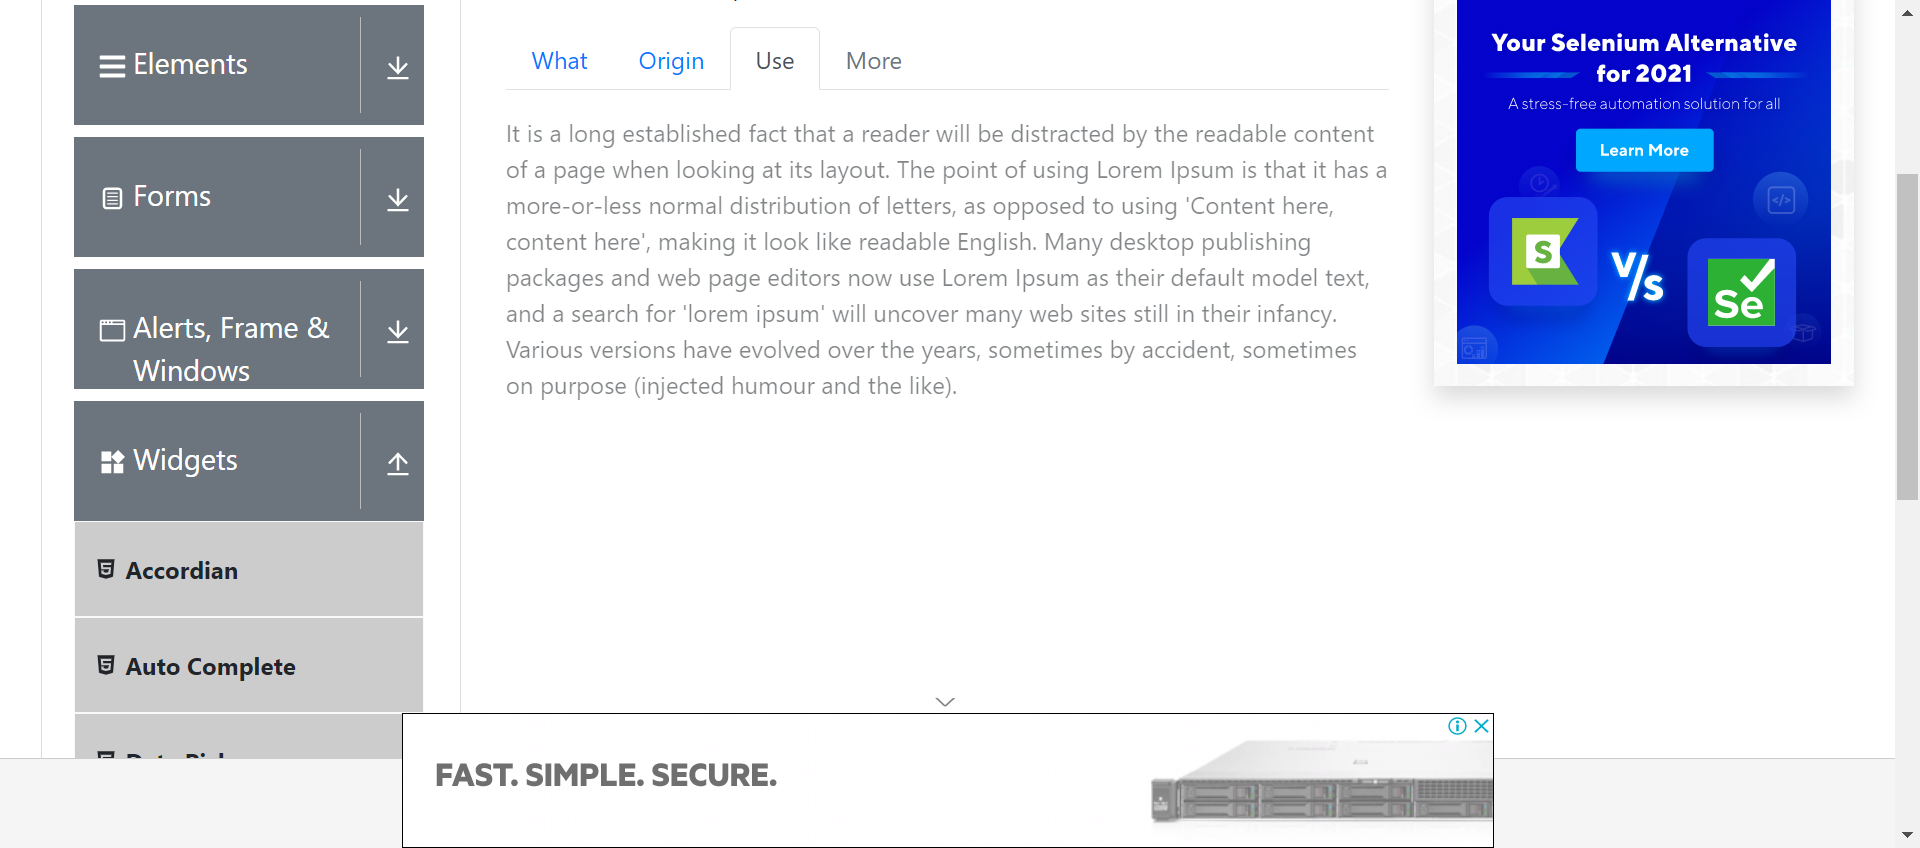 Elements
Forms
Alerts, Frame &
Windows
Widgets
Accordian
Auto Complete
What
Origin
Use
More
It is a long established fact that a reader will be distracted by the readable content
of a page when looking at its layout. The point of using Lorem Ipsum is that it has a
more-or-less normal distribution of letters, as opposed to using 'Content here,
content here', making it look like readable English. Many desktop publishing
packages and web page editors now use Lorem Ipsum as their default model text,
and a search for 'lorem ipsum' will uncover many web sites still in their infancy.
Various versions have evolved over the years, sometimes by accident, sometimes
on purpose (injected humour and the like).
Your Selenium Alternative
for 2021
A stress-free automation solution for all
Learn More
S
V/s
Se
FAST. SIMPLE. SECURE.